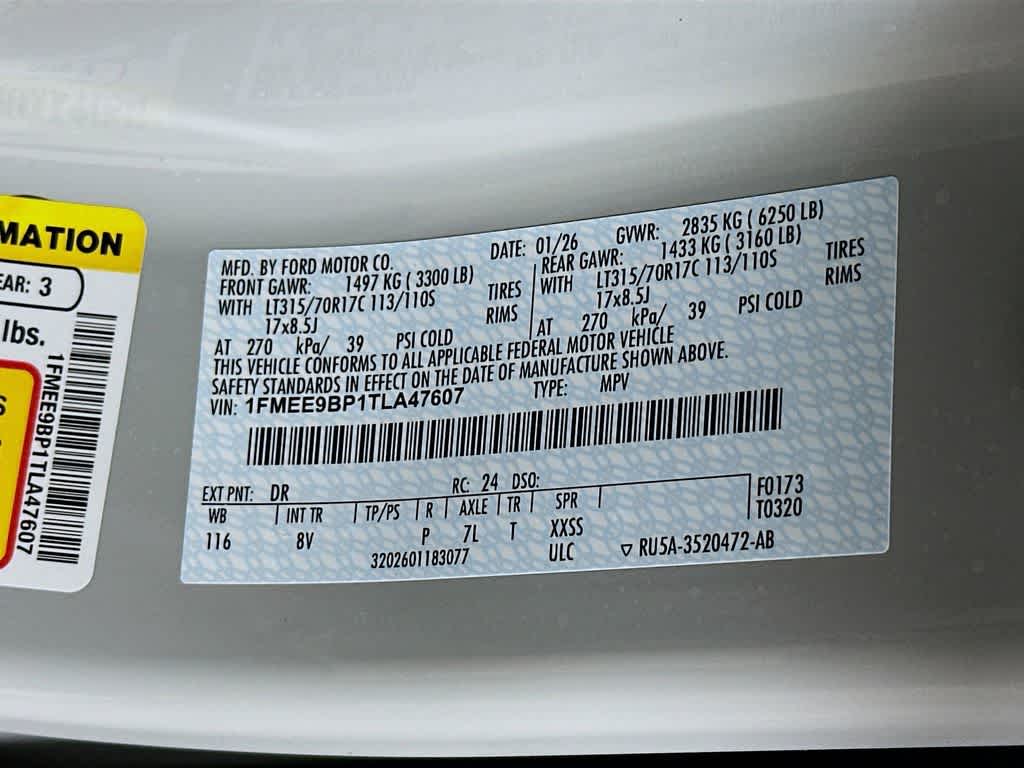 MATION
EAR: 3
lbs.
S
1FMEE9BP1TLA47607
MFD. BY FORD MOTOR CO.
DATE: 01/26 GVWR: 2835 KG ( 6250 LB)
FRONT GAWR: 1497 KG ( 3300 LB)
REAR GAWR: 1433 KG ( 3160 LB)
WITH LT315/70R17C 113/110S TIRES
WITH LT315/70R17C 113/110S TIRES
17x8.5J RIMS
17x8.5J RIMS
AT 270 kPa/ 39 PSI COLD
AT 270 kPa/ 39 PSI COLD
THIS VEHICLE CONFORMS TO ALL APPLICABLE FEDERAL MOTOR VEHICLE
SAFETY STANDARDS IN EFFECT ON THE DATE OF MANUFACTURE SHOWN ABOVE.
VIN: 1FMEE9BP1TLA47607 TYPE: MPV
EXT PNT: DR RC: 24 DSO:
F0173
WB INT TR TP/PS R AXLE TR SPR
T0320
116 8V P 7L T XXSS
3202601183077 ULC ▽ RU5A-3520472-AB